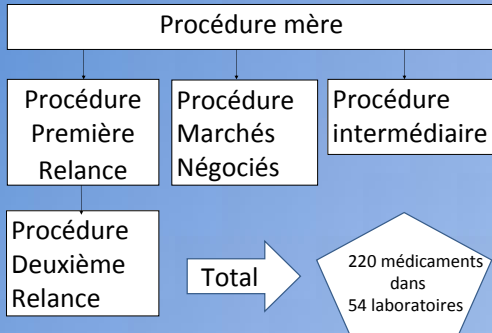 Procédure mère
Procédure
Première
Relance
Procédure
Marchés
Négociés
Procédure
intermédiaire
Procédure
Deuxième
Relance
Total
220 médicaments
dans
54 laboratoires